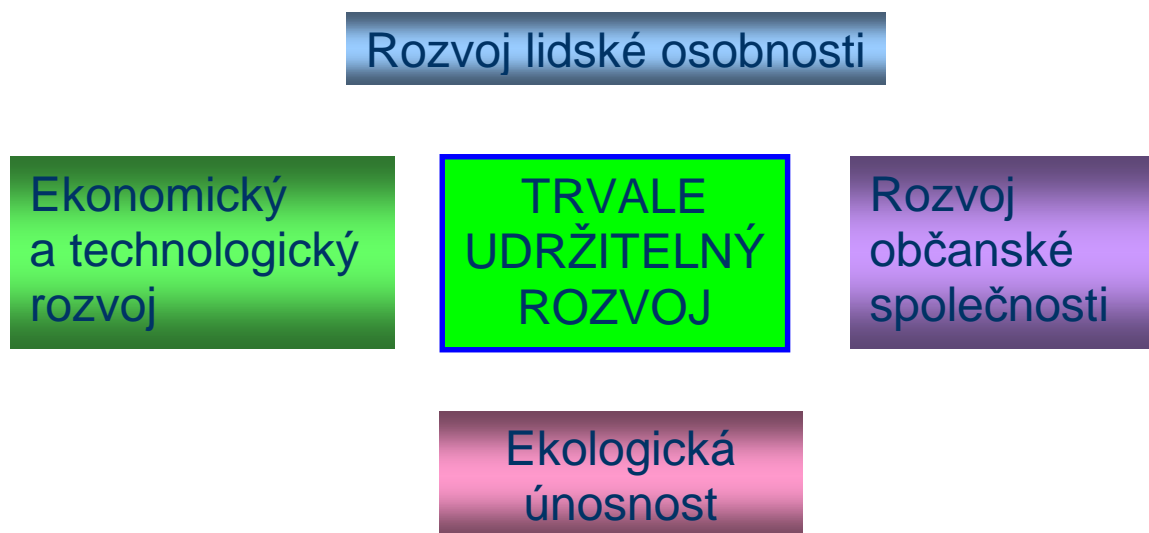 Rozvoj lidské osobnosti
Ekonomický
a technologický
rozvoj
TRVALE
UDRŽITELNÝ
ROZVOJ
Rozvoj
občanské
společnosti
Ekologická
únosnost